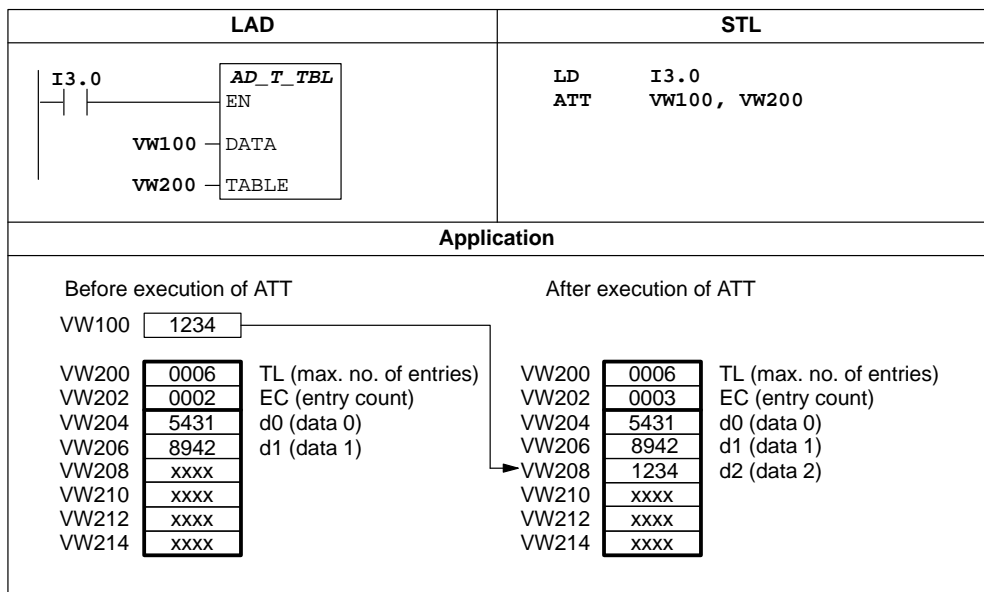 LAD
STL
I3.0
AD_T_TBL
EN
VW100
DATA
VW200
TABLE
LD I3.0
ATT VW100, VW200
Application
Before execution of ATT
VW100 1234
VW200 0006 TL (max. no. of entries)
VW202 0002 EC (entry count)
VW204 5431 d0 (data 0)
VW206 8942 d1 (data 1)
VW208 xxxx
VW210 xxxx
VW212 xxxx
VW214 xxxx
After execution of ATT
VW200 0006 TL (max. no. of entries)
VW202 0003 EC (entry count)
VW204 5431 d0 (data 0)
VW206 8942 d1 (data 1)
VW208 1234 d2 (data 2)
VW210 xxxx
VW212 xxxx
VW214 xxxx